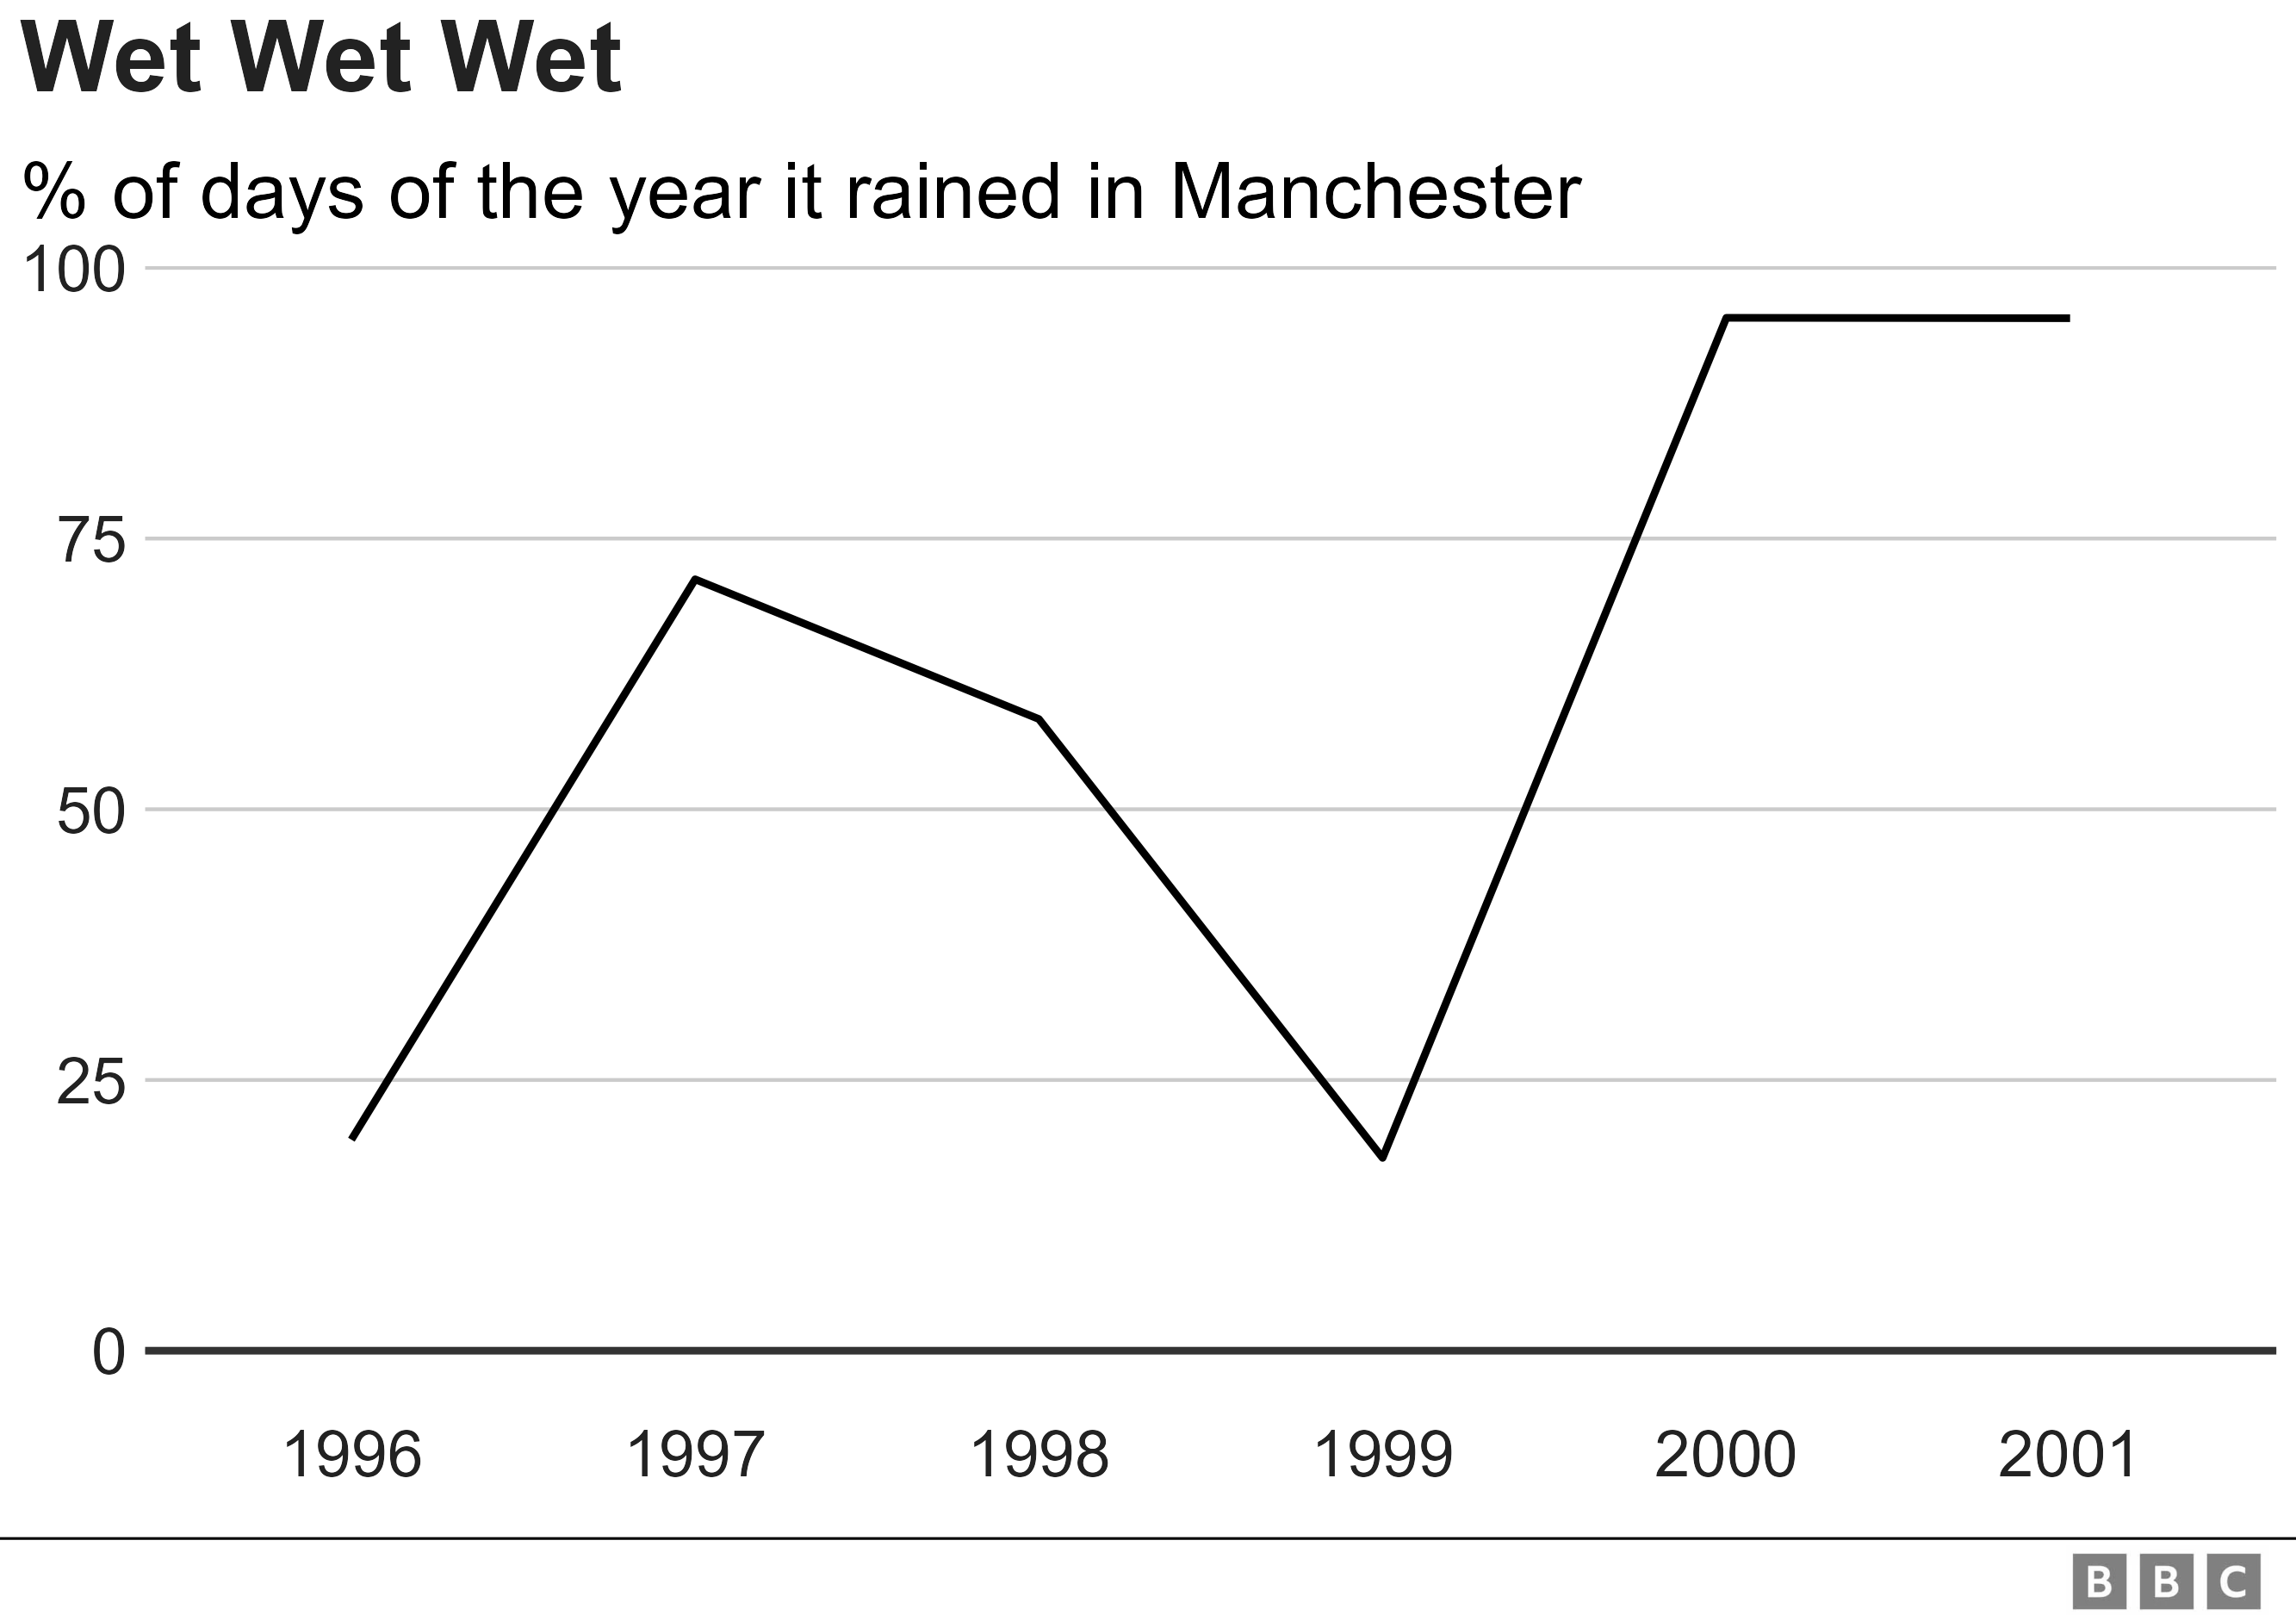 Wet Wet Wet
% of days of the year it rained in Manchester
100
75
50
25
0
1996 1997 1998 1999 2000 2001
BBC